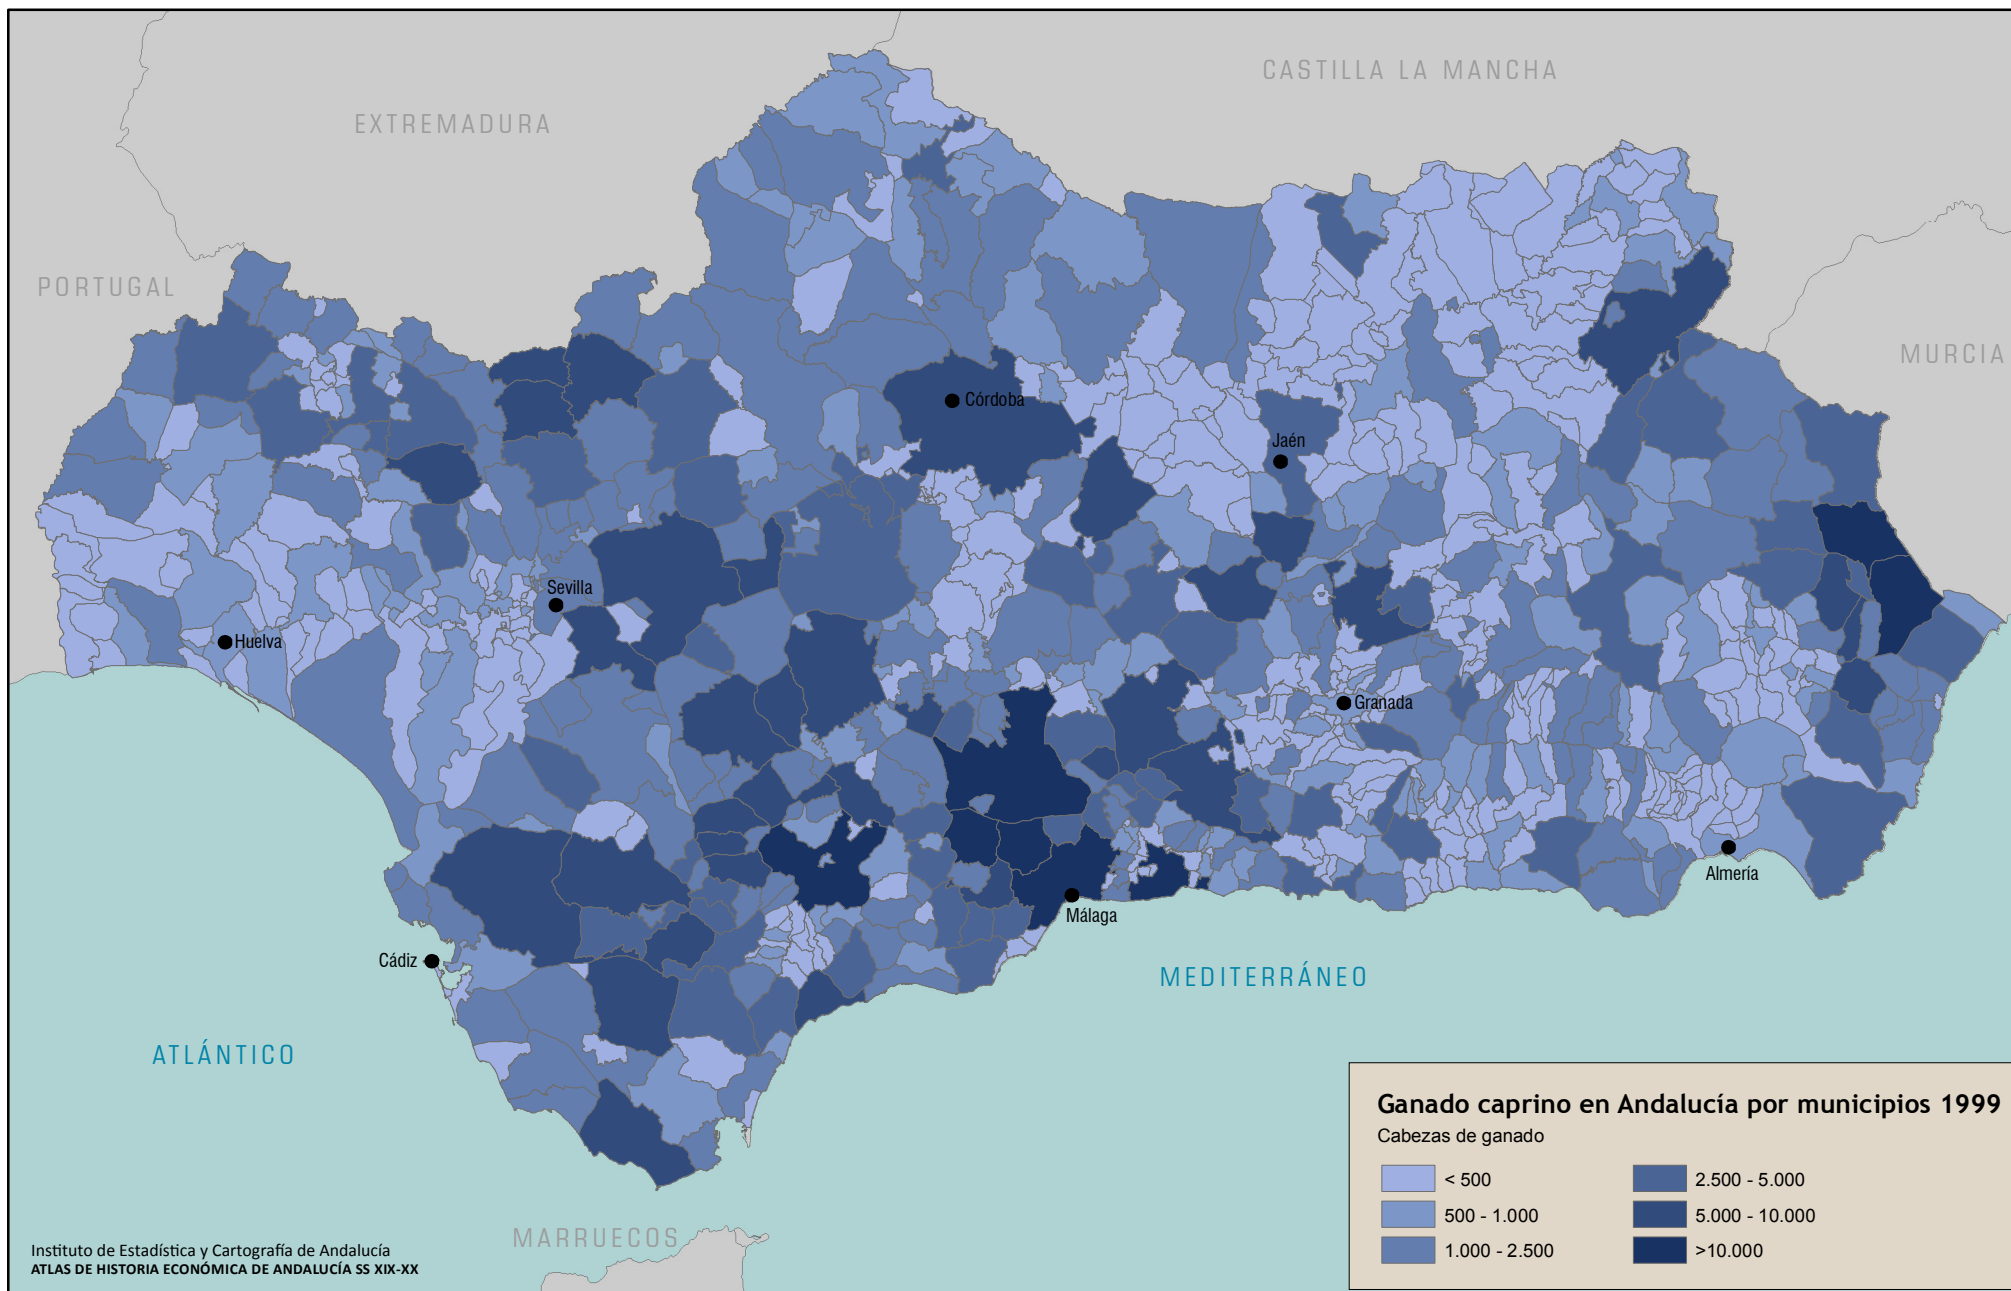 CASTILLA LA MANCHA
EXTREMADURA
PORTUGAL
MURCIA
Córdoba
Jaén
Sevilla
Huelva
Granada
Almería
Málaga
Cádiz
MEDITERRÁNEO
ATLÁNTICO
MARRUECOS
Ganado caprino en Andalucía por municipios 1999
Cabezas de ganado
< 500
500 - 1.000
1.000 - 2.500
2.500 - 5.000
5.000 - 10.000
>10.000
Instituto de Estadística y Cartografía de Andalucía
ATLAS DE HISTORIA ECONÓMICA DE ANDALUCÍA SS XIX-XX